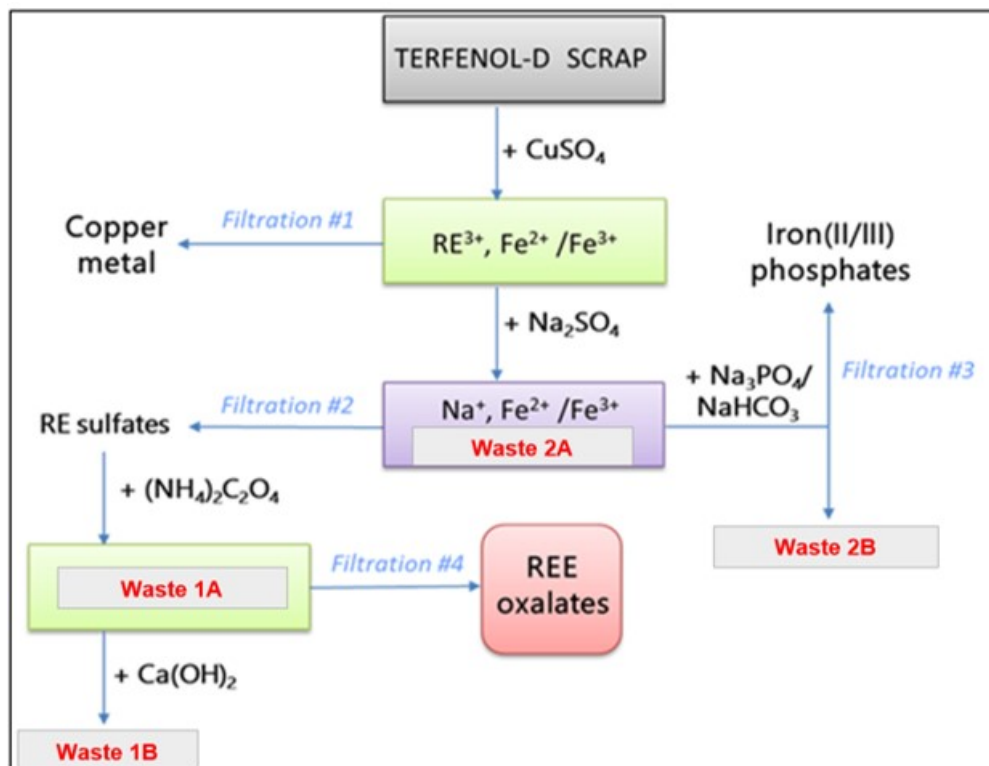 TERFENOL-D SCRAP
+ CuSO₄
Filtration #1
Copper
metal
RE³⁺, Fe²⁺ /Fe³⁺
Iron(II/III)
phosphates
+ Na₂SO₄
Filtration #2
RE sulfates
Na⁺, Fe²⁺ /Fe³⁺
Waste 2A
+ Na₃PO₄/
NaHCO₃
Filtration #3
Waste 2B
+ (NH₄)₂C₂O₄
Waste 1A
Filtration #4
REE
oxalates
+ Ca(OH)₂
Waste 1B